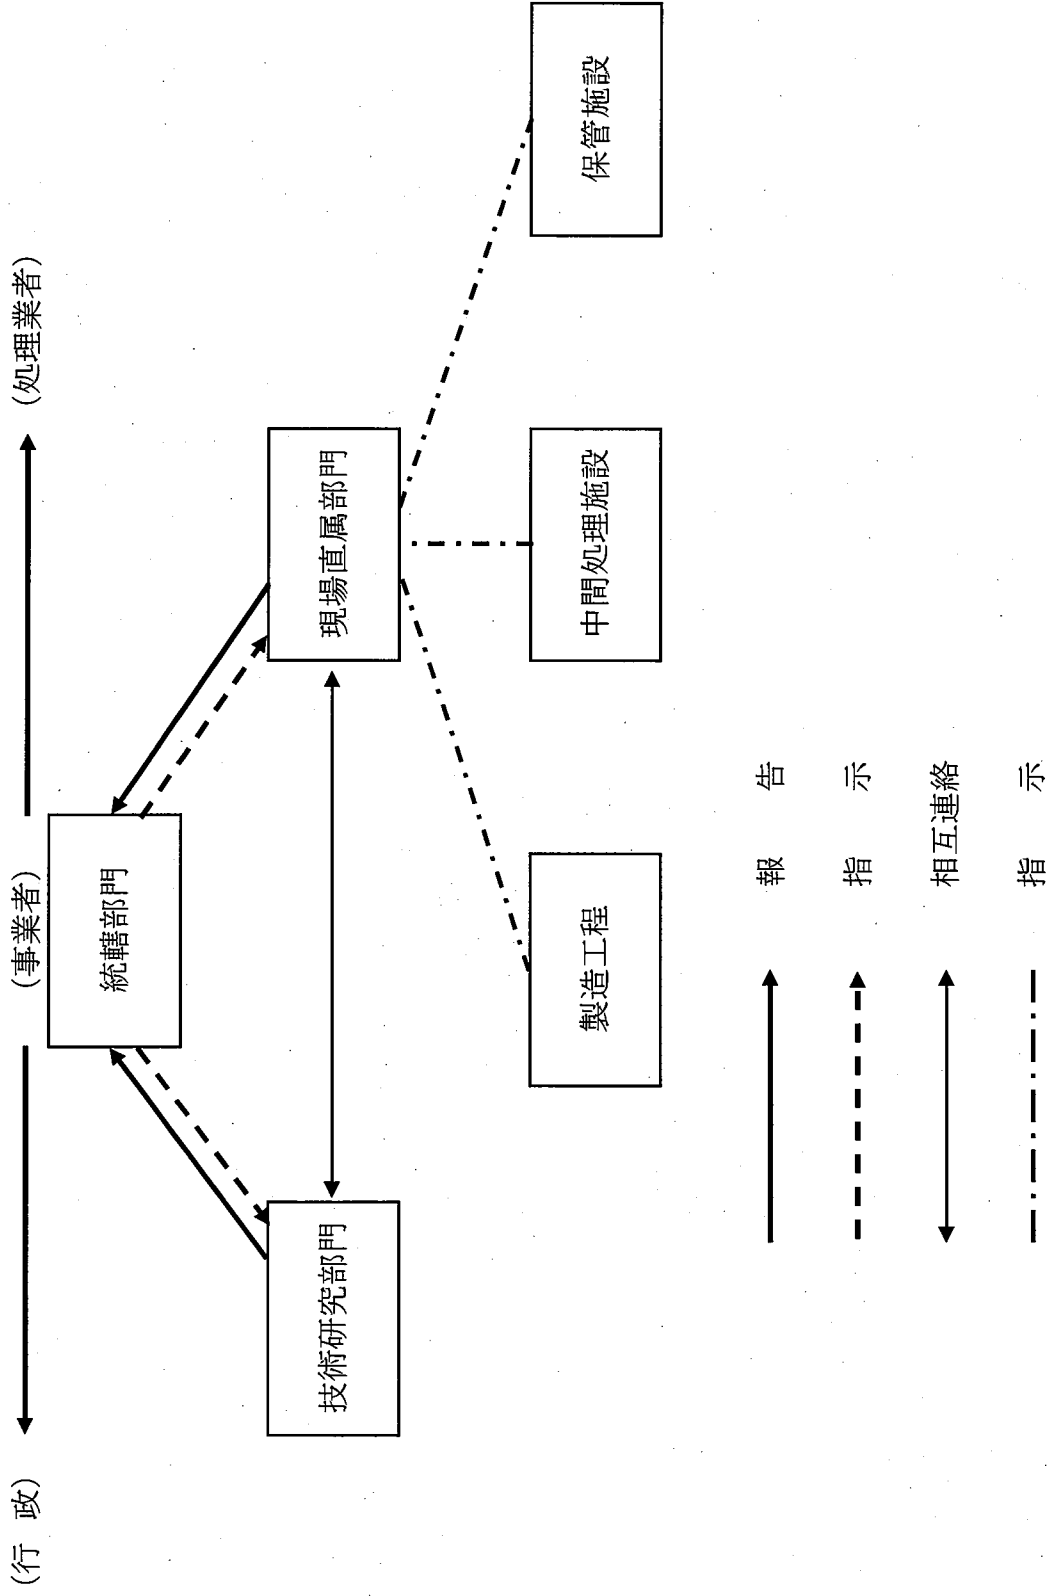 （行　政）
（事業者）
（処理業者）
統轄部門
技術研究部門
現場直属部門
製造工程
中間処理施設
保管施設
報　告
指　示
相互連絡
指　示